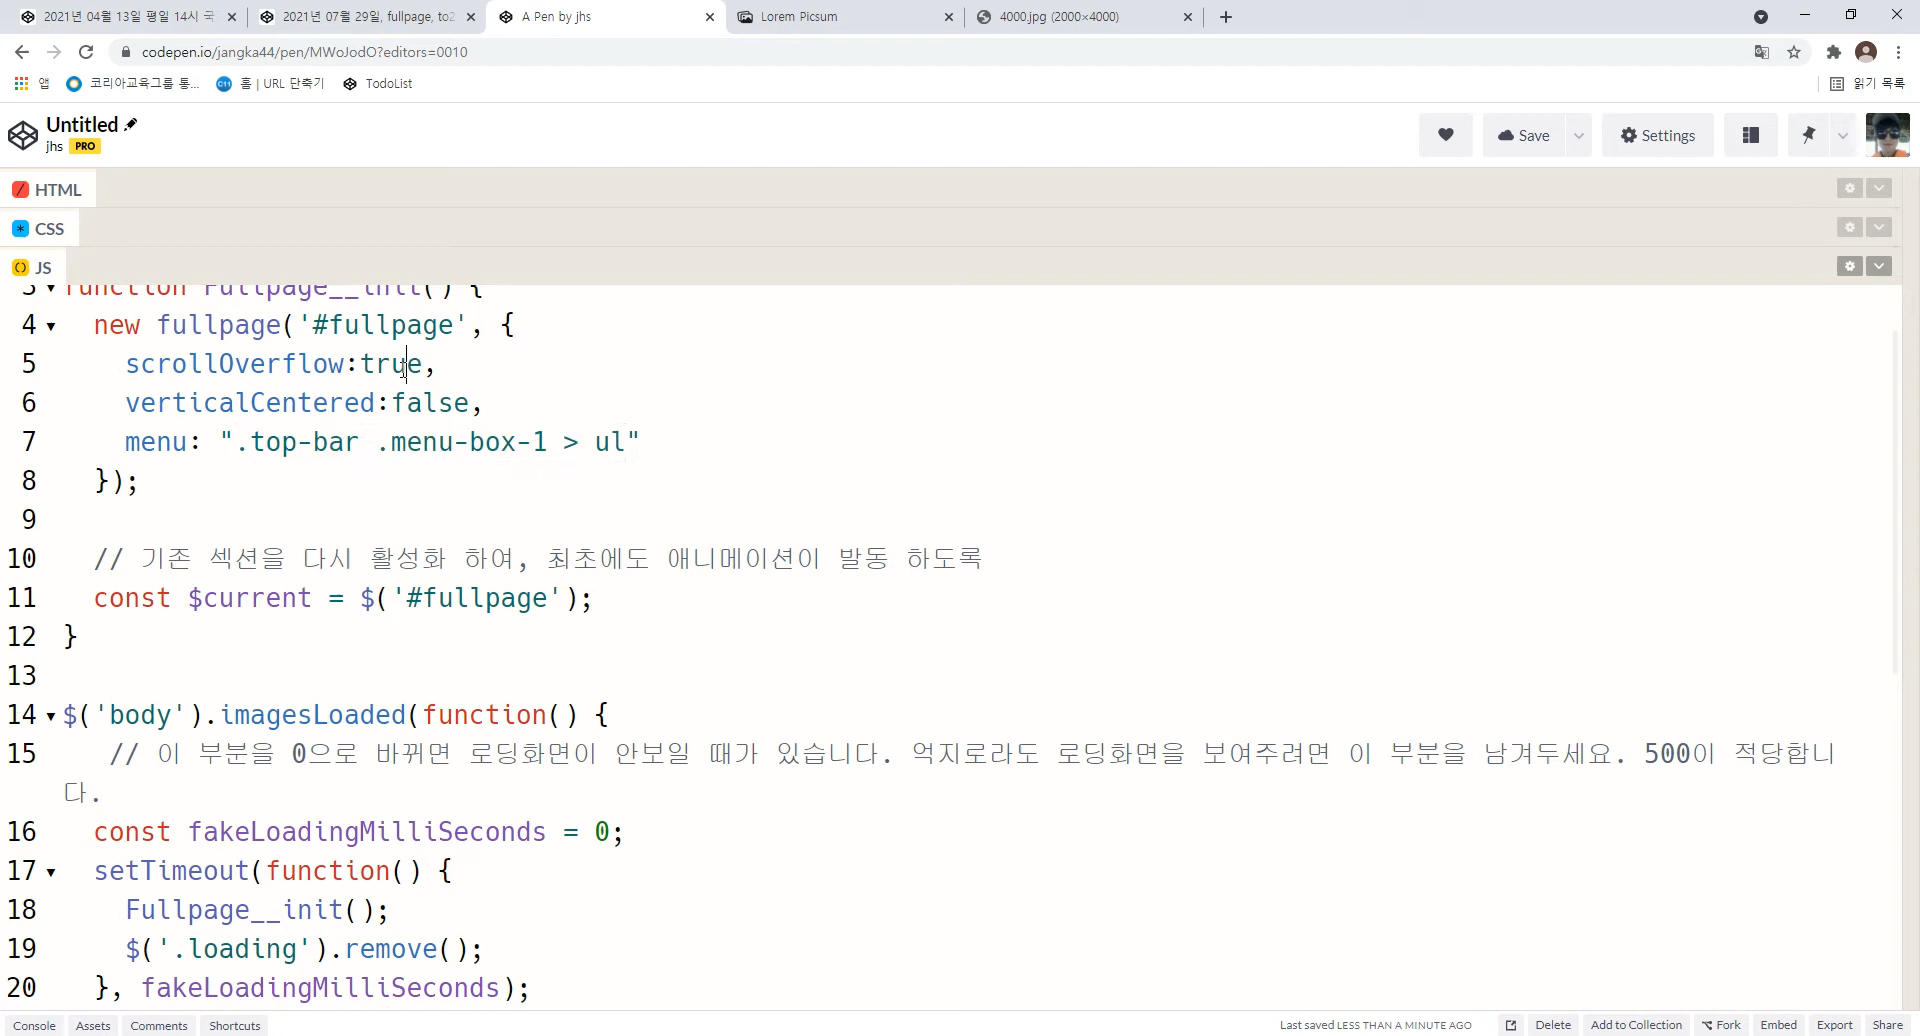 2021년 04월 13일 평일 14시 국
2021년 07월 29일, fullpage, to2
A Pen by jhs
Lorem Picsum
4000.jpg (2000×4000)
codepen.io/jangka44/pen/MWoJodO?editors=0010
앱
코리아교육그룹 통...
홈 | URL 단축기
TodoList
읽기 목록
Untitled
jhs PRO
Save
Settings
HTML
CSS
JS
3 function Fullpage__init() {
4 new fullpage('#fullpage', {
5 scrollOverflow:true,
6 verticalCentered:false,
7 menu: ".top-bar .menu-box-1 > ul"
8 });
9
10 // 기존 섹션을 다시 활성화 하여, 최초에도 애니메이션이 발동 하도록
11 const $current = $('#fullpage');
12 }
13
14 $('body').imagesLoaded(function() {
15 // 이 부분을 0으로 바뀌면 로딩화면이 안보일 때가 있습니다. 억지로라도 로딩화면을 보여주려면 이 부분을 남겨두세요. 500이 적당합니
다.
16 const fakeLoadingMilliSeconds = 0;
17 setTimeout(function() {
18 Fullpage__init();
19 $('.loading').remove();
20 }, fakeLoadingMilliSeconds);
Console Assets Comments Shortcuts
Last saved LESS THAN A MINUTE AGO
Delete Add to Collection Fork Embed Export Share